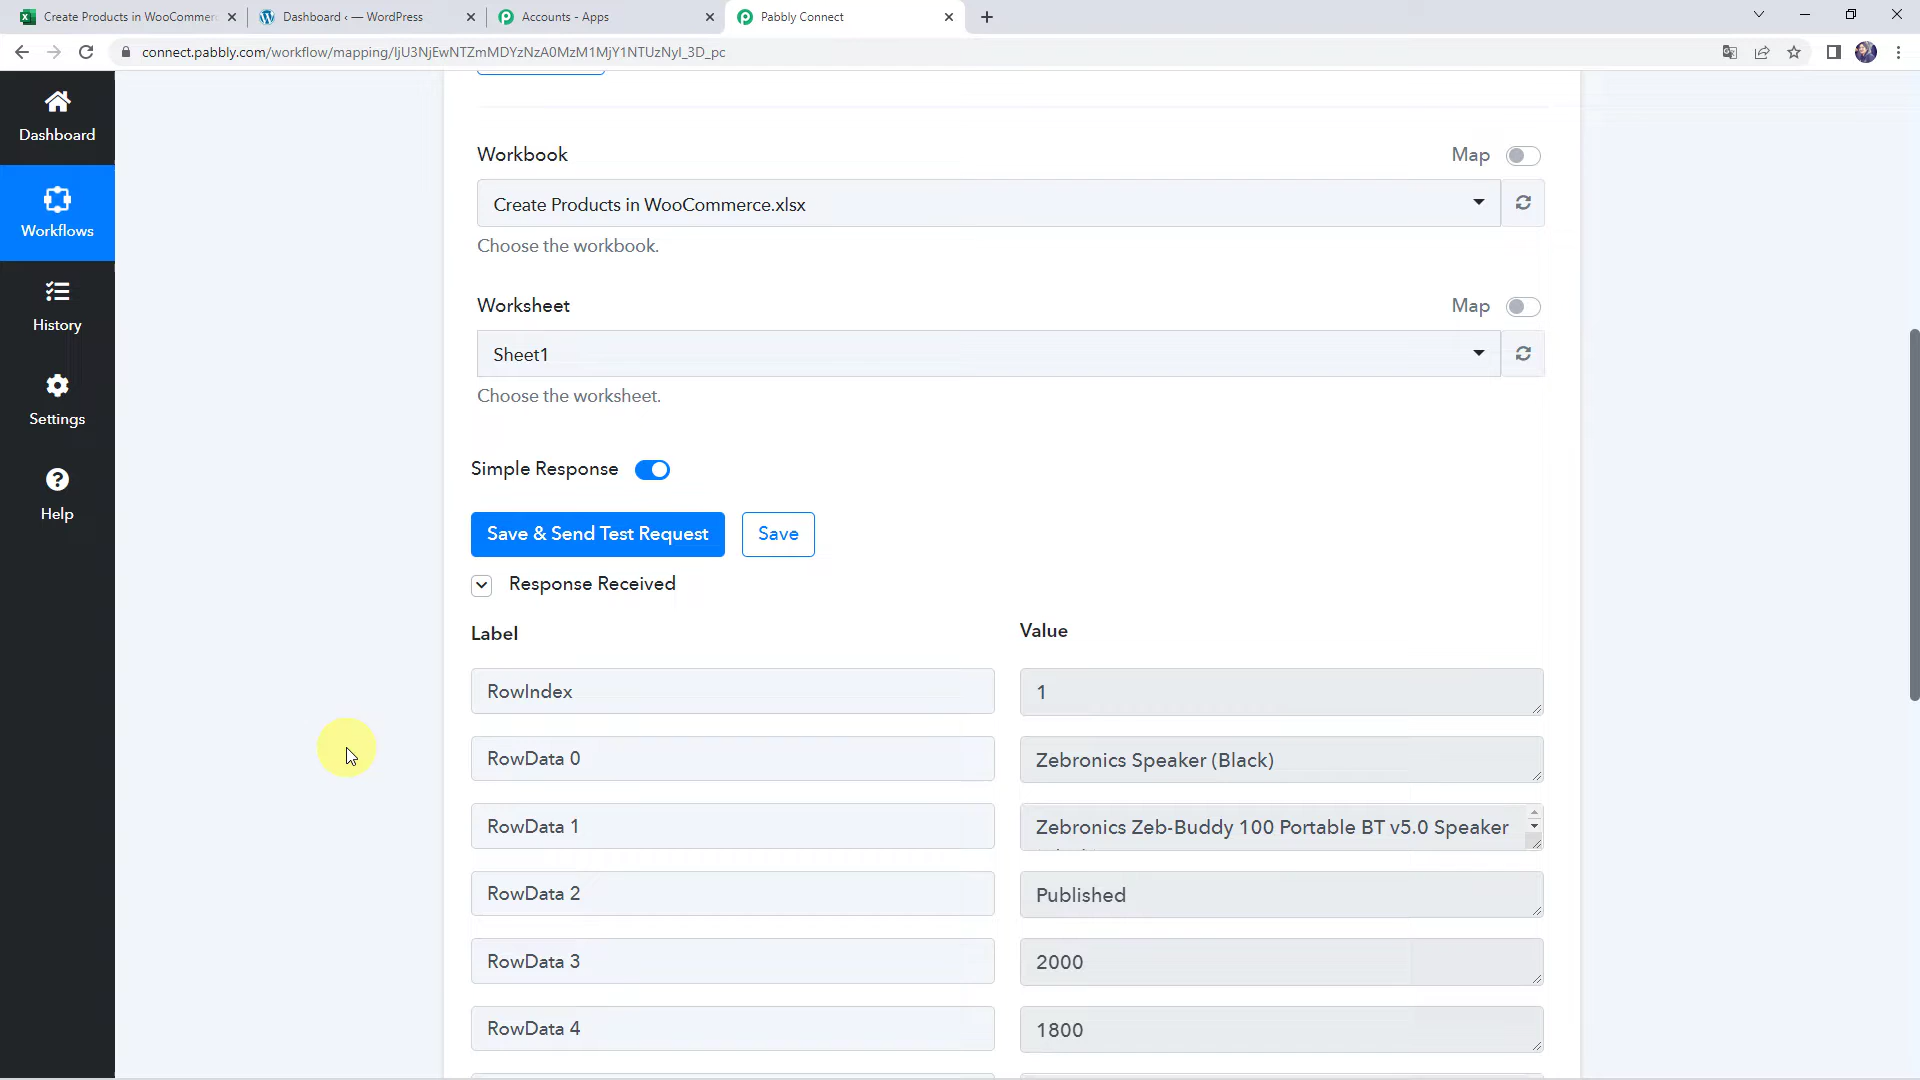 Create Products in WooCommerc
Dashboard ‹ — WordPress
Accounts - Apps
Pabbly Connect
connect.pabbly.com/workflow/mapping/IjU3NjEwNTZmMDYzNzA0MzM1MjY1NTUzNyI_3D_pc
Dashboard
Workflows
History
Settings
Help
Workbook
Map
Create Products in WooCommerce.xlsx
Choose the workbook.
Worksheet
Map
Sheet1
Choose the worksheet.
Simple Response
Save & Send Test Request
Save
Response Received
Label
Value
RowIndex
1
RowData 0
Zebronics Speaker (Black)
RowData 1
Zebronics Zeb-Buddy 100 Portable BT v5.0 Speaker
RowData 2
Published
RowData 3
2000
RowData 4
1800